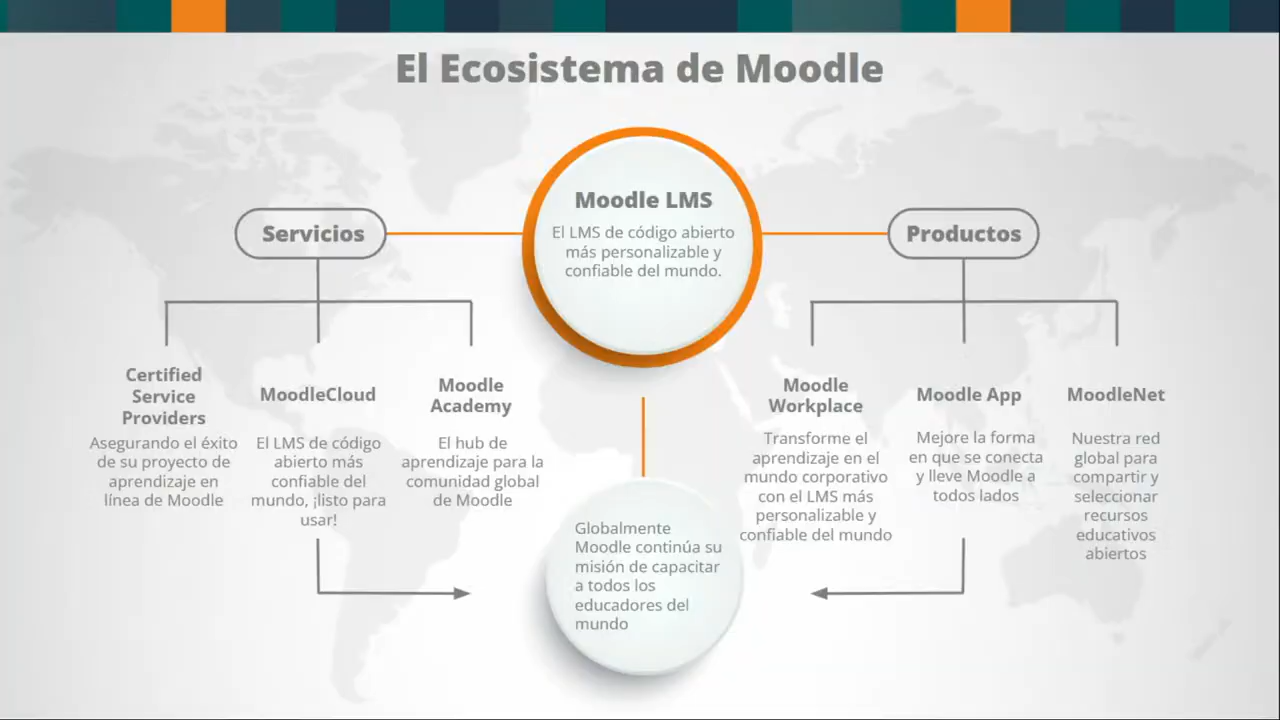 El Ecosistema de Moodle
Moodle LMS
El LMS de código abierto
más personalizable y
confiable del mundo.
Servicios
Productos
Certified
Service
Providers
Asegurando el éxito
de su proyecto de
aprendizaje en
línea de Moodle
MoodleCloud
El LMS de código
abierto más
confiable del
mundo, ¡listo para
usar!
Moodle
Academy
El hub de
aprendizaje para la
comunidad global
de Moodle
Moodle
Workplace
Transforme el
aprendizaje en el
mundo corporativo
con el LMS más
personalizable y
confiable del mundo
Moodle App
Mejore la forma
en que se conecta
y lleve Moodle a
todos lados
MoodleNet
Nuestra red
global para
compartir y
seleccionar
recursos
educativos
abiertos
Globalmente
Moodle continúa su
misión de capacitar
a todos los
educadores del
mundo